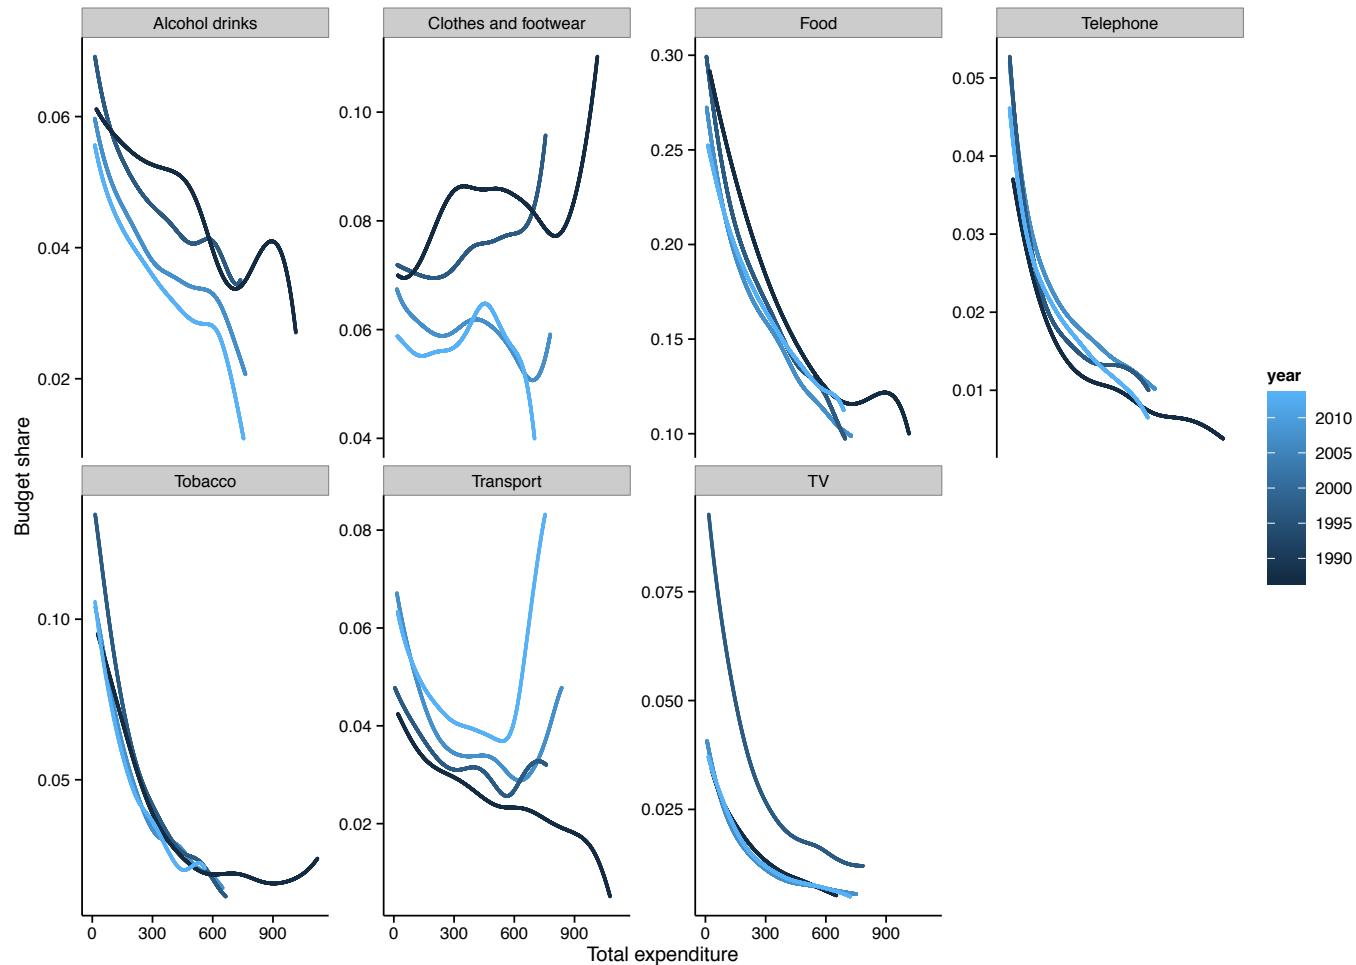 Alcohol drinks
Clothes and footwear
Food
Telephone
0.06
0.04
0.02
0.10
0.08
0.06
0.04
0.30
0.25
0.20
0.15
0.10
0.05
0.04
0.03
0.02
0.01
Budget share
year
2010
2005
2000
1995
1990
Tobacco
Transport
TV
0.10
0.05
0.08
0.06
0.04
0.02
0.075
0.050
0.025
0 300 600 900
0 300 600 900
0 300 600 900
Total expenditure